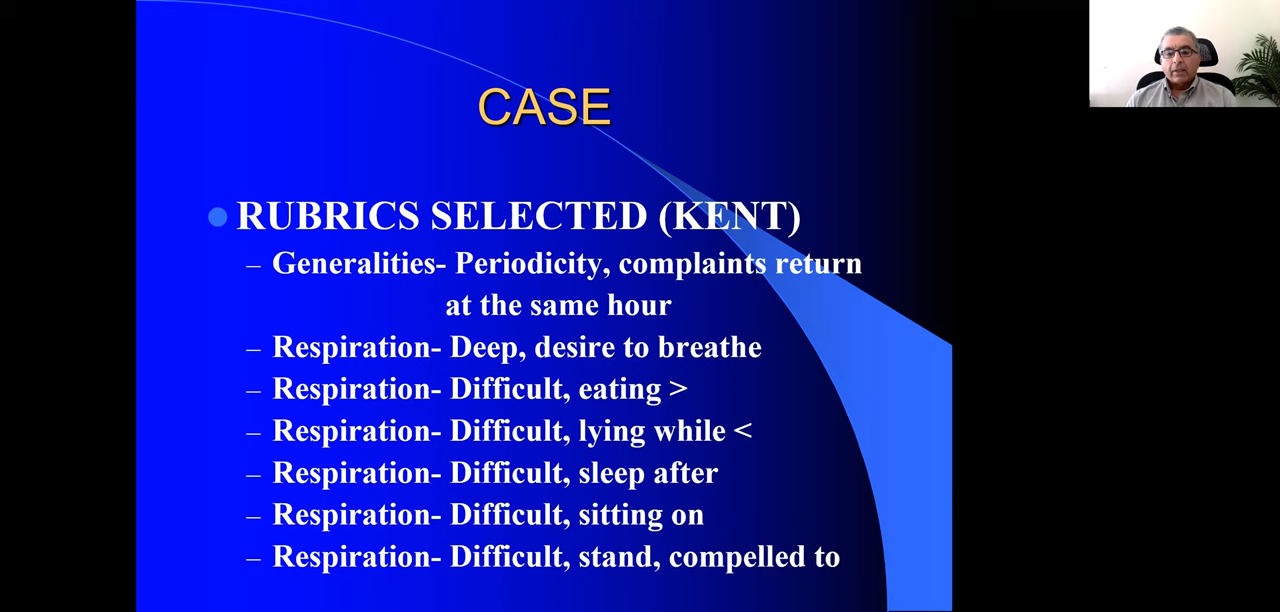 CASE
RUBRICS SELECTED (KENT)
– Generalities- Periodicity, complaints return
at the same hour
– Respiration- Deep, desire to breathe
– Respiration- Difficult, eating >
– Respiration- Difficult, lying while <
– Respiration- Difficult, sleep after
– Respiration- Difficult, sitting on
– Respiration- Difficult, stand, compelled to